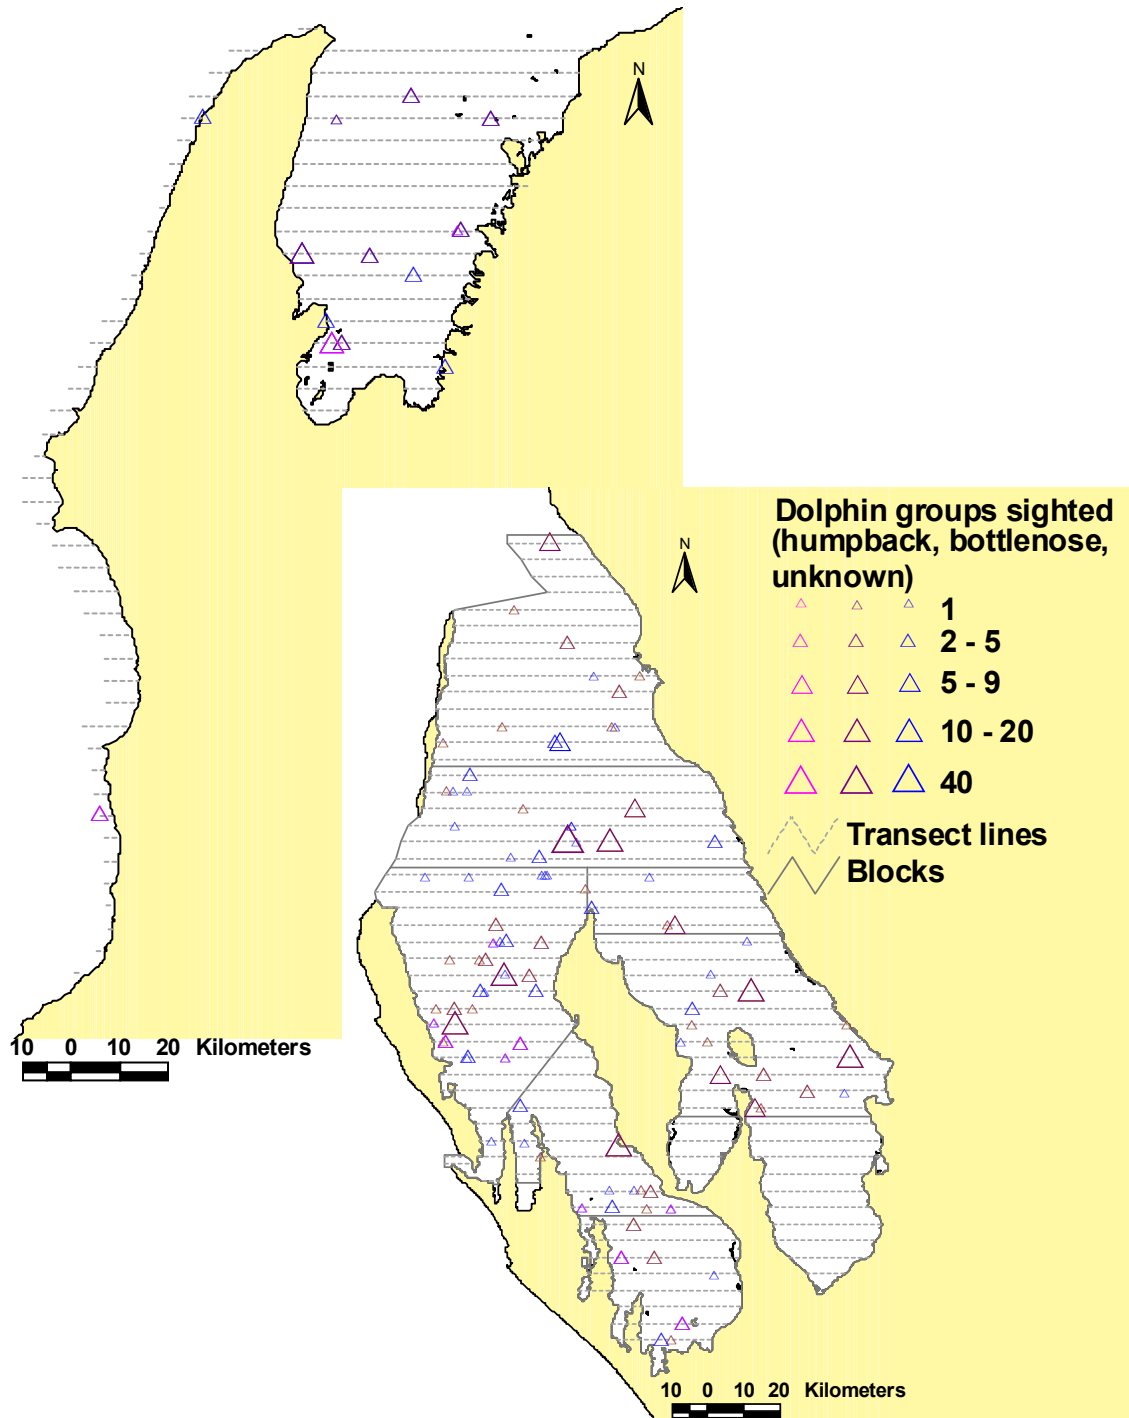 N
Dolphin groups sighted
(humpback, bottlenose,
unknown)
N
1
2 - 5
5 - 9
10 - 20
40
Transect lines
Blocks
10 0 10 20 Kilometers
10 0 10 20 Kilometers